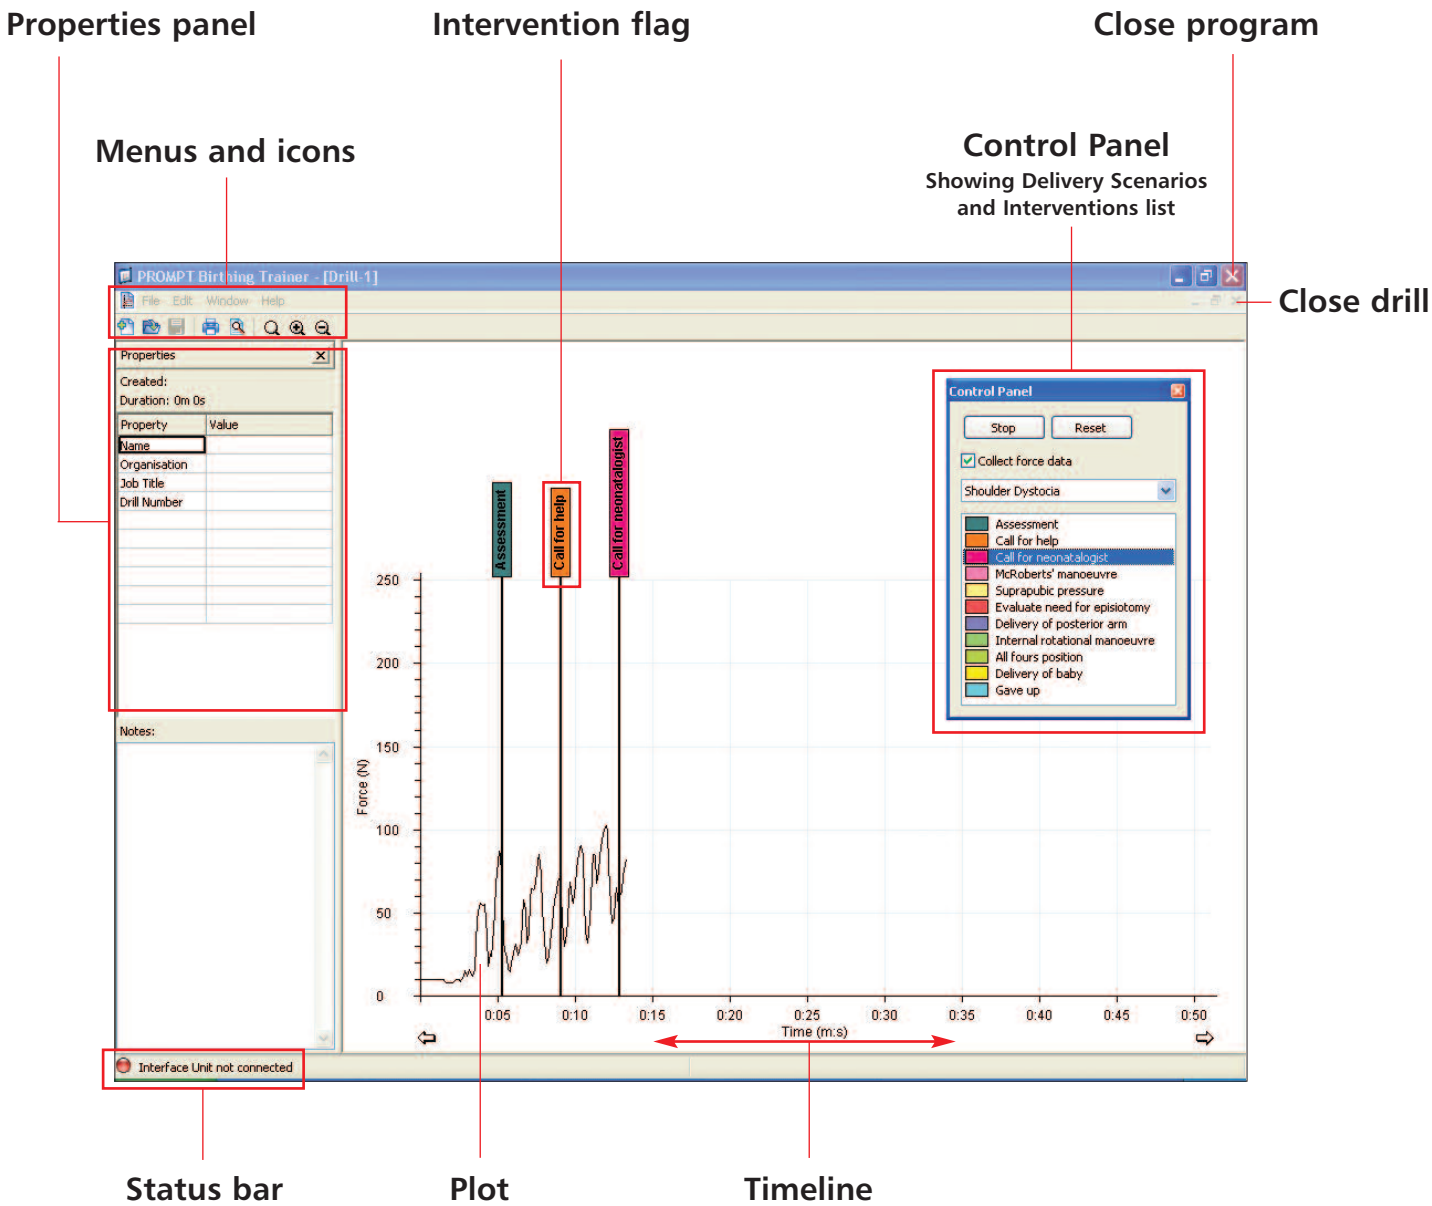 Properties panel
Intervention flag
Close program
Menus and icons
Control Panel
Showing Delivery Scenarios
and Interventions list
PROMPT Birthing Trainer - [Drill-1]
File Edit Window Help
Close drill
Properties
Created:
Duration: 0m 0s
Property Value
Name
Organisation
Job Title
Drill Number
Notes:
Assessment
Call for help
Call for neonatalogist
Control Panel
Stop Reset
Collect force data
Shoulder Dystocia
Assessment
Call for help
Call for neonatalogist
McRoberts' manoeuvre
Suprapubic pressure
Evaluate need for episiotomy
Delivery of posterior arm
Internal rotational manoeuvre
All fours position
Delivery of baby
Gave up
250
200
150
100
50
0
Force (N)
0:05 0:10 0:15 0:20 0:25 0:30 0:35 0:40 0:45 0:50
Time (m:s)
Interface Unit not connected
Status bar
Plot
Timeline